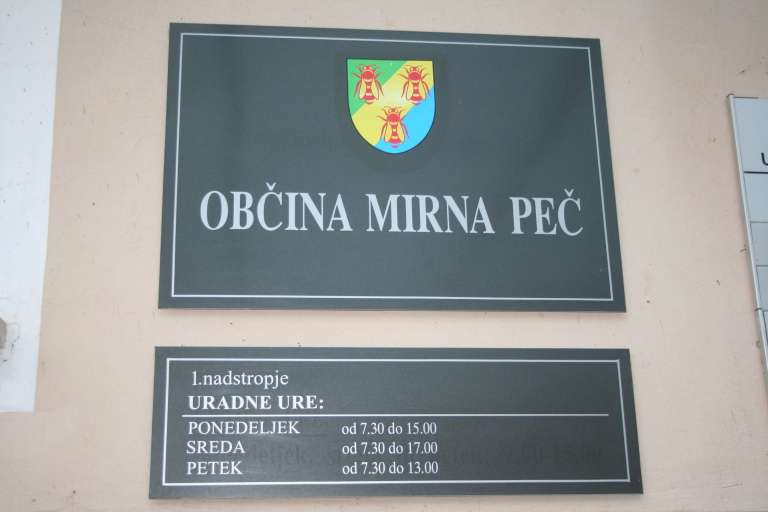 OBČINA MIRNA PEČ
1.nadstropje
URADNE URE:
PONEDELJEK od 7.30 do 15.00
SREDA od 7.30 do 17.00
PETEK od 7.30 do 13.00